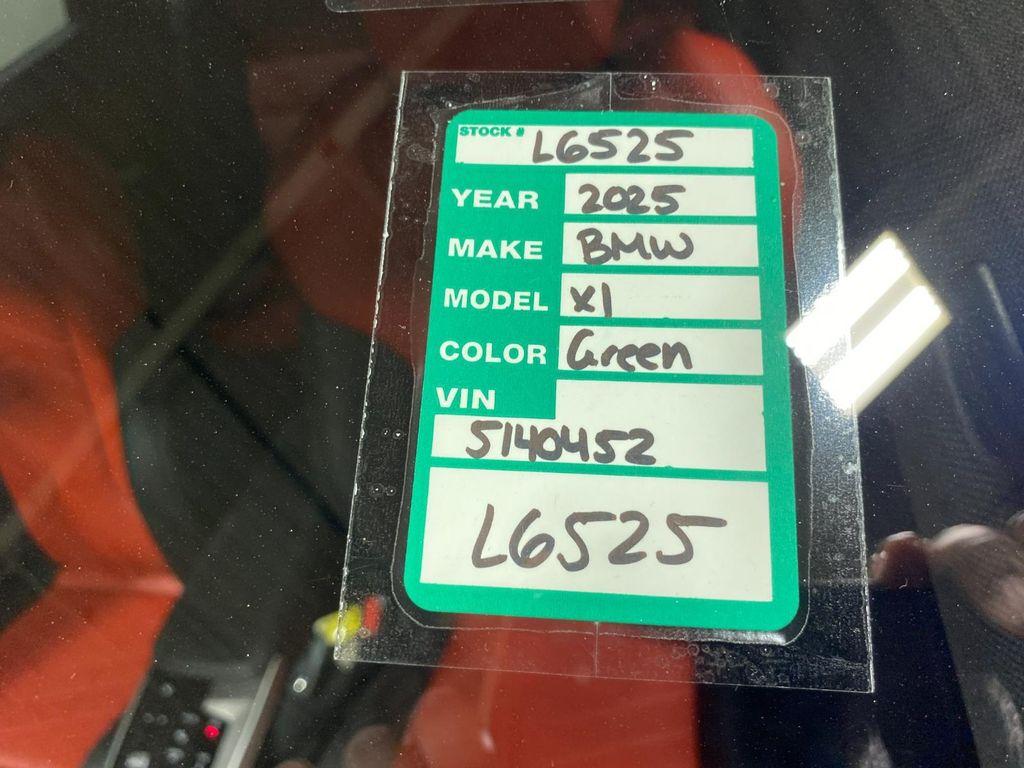 STOCK # L6525
YEAR 2025
MAKE BMW
MODEL X1
COLOR Green
VIN
5140452
L6525